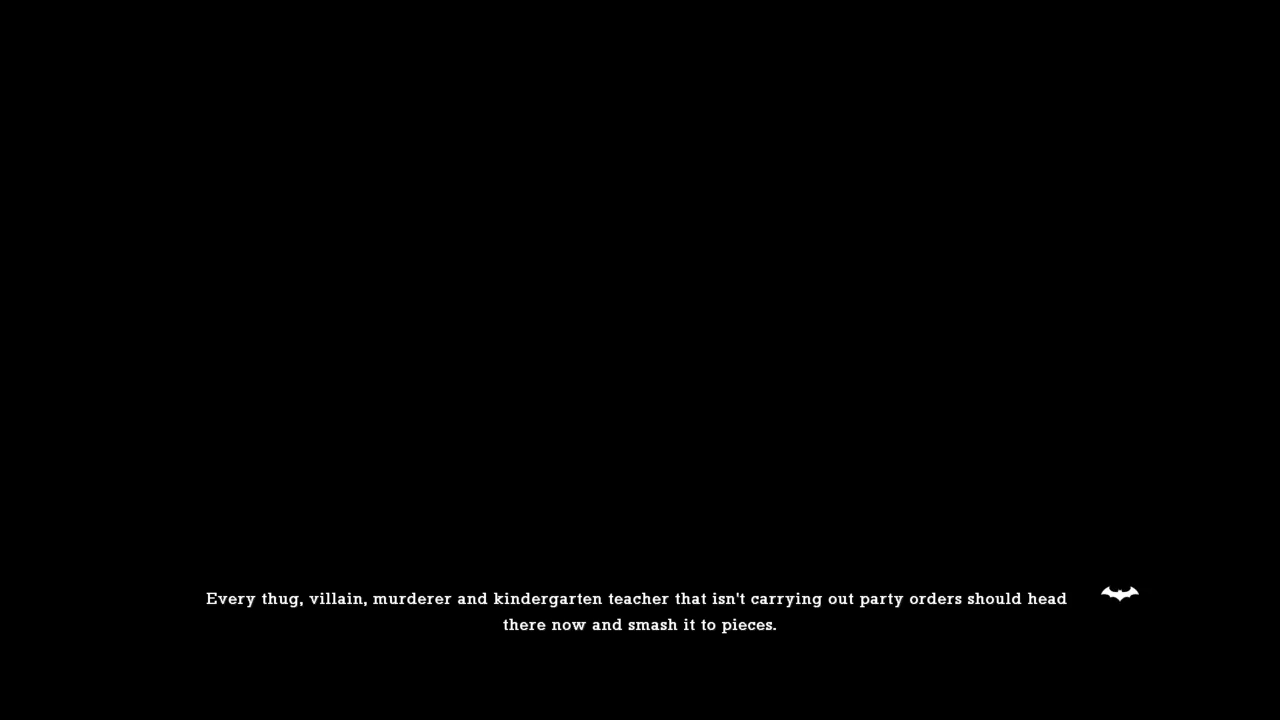 Every thug, villain, murderer and kindergarten teacher that isn't carrying out party orders should head
there now and smash it to pieces.